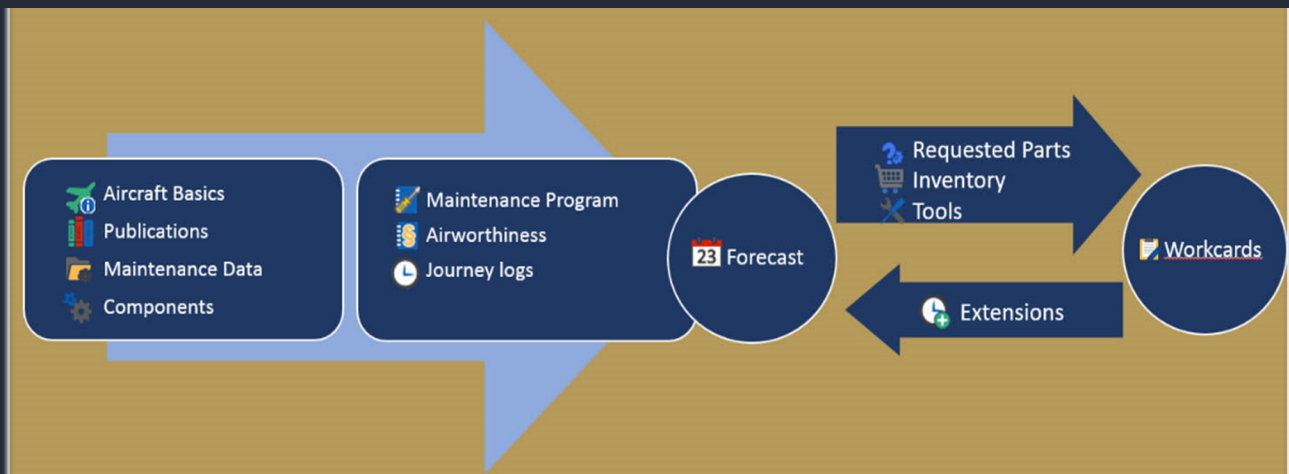 Aircraft Basics
Publications
Maintenance Data
Components
Maintenance Program
Airworthiness
Journey logs
23 Forecast
Requested Parts
Inventory
Tools
Workcards
Extensions